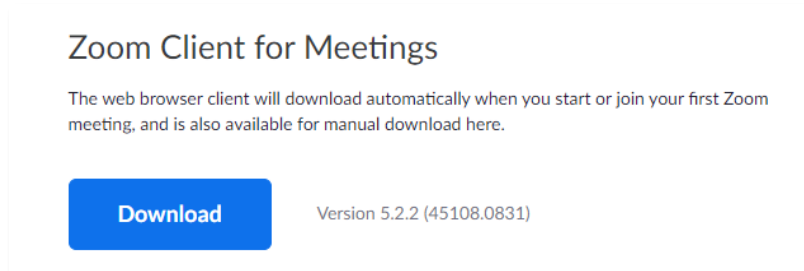 Zoom Client for Meetings
The web browser client will download automatically when you start or join your first Zoom
meeting, and is also available for manual download here.
Download
Version 5.2.2 (45108.0831)